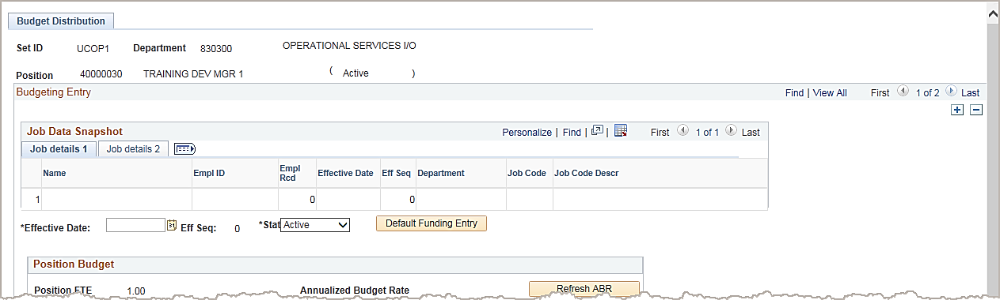 Budget Distribution
Set ID UCOP1 Department 830300 OPERATIONAL SERVICES I/O
Position 40000030 TRAINING DEV MGR 1 ( Active )
Budgeting Entry Find | View All First 1 of 2 Last
Job Data Snapshot Personalize | Find | | First 1 of 1 Last
Job details 1 Job details 2
Name Empl ID Empl Rcd Effective Date Eff Seq Department Job Code Job Code Descr
1 0 0
*Effective Date: 31 Eff Seq: 0 *Stat Active Default Funding Entry
Position Budget
Position FTE 1.00 Annualized Budget Rate Refresh ABR